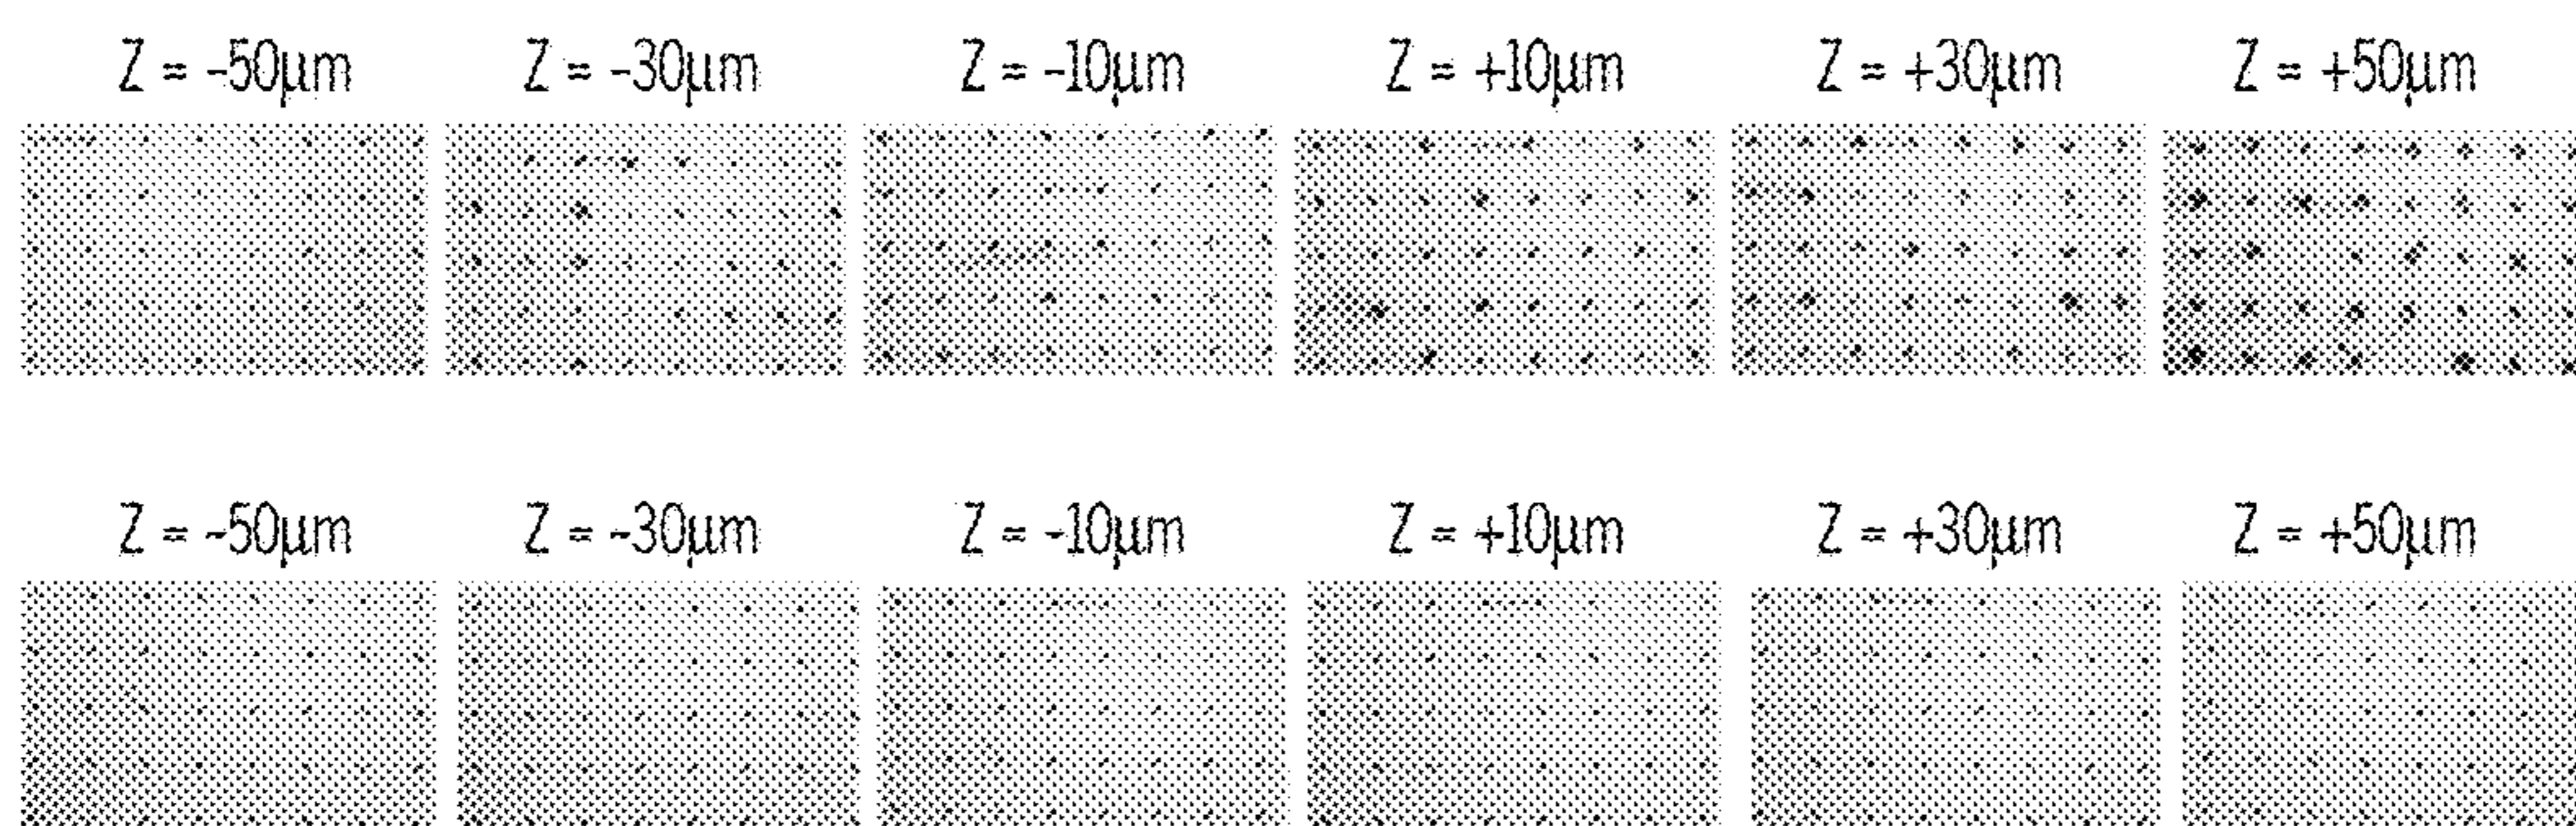 Z = -50µm Z = -30µm Z = -10µm Z = +10µm Z = +30µm Z = +50µm
Z = -50µm Z = -30µm Z = -10µm Z = +10µm Z = +30µm Z = +50µm